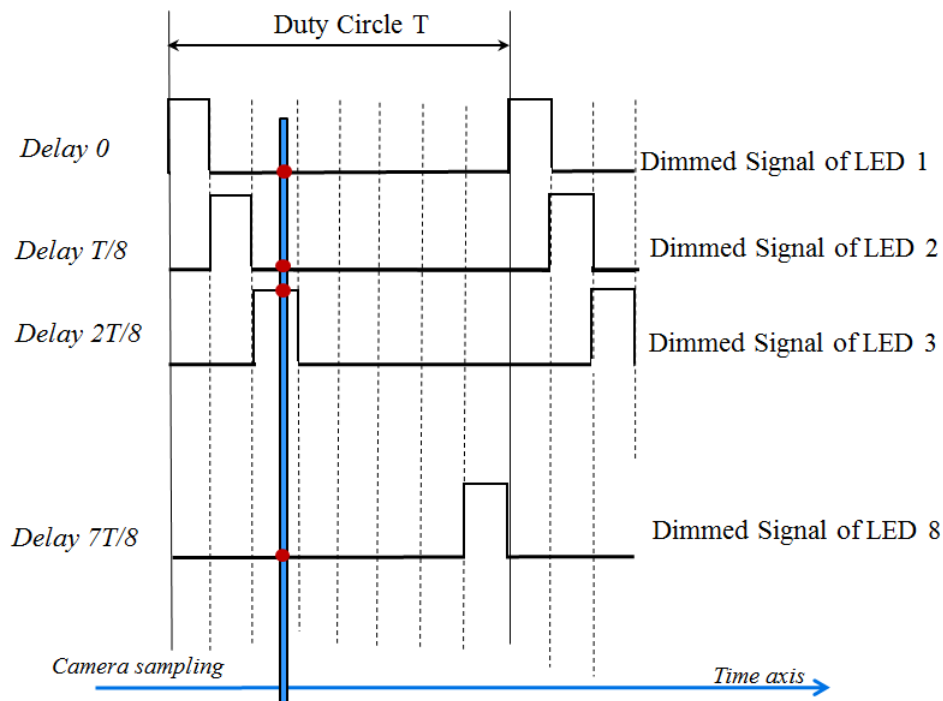 Duty Circle T
Delay 0
Dimmed Signal of LED 1
Delay T/8
Dimmed Signal of LED 2
Delay 2T/8
Dimmed Signal of LED 3
Delay 7T/8
Dimmed Signal of LED 8
Camera sampling
Time axis